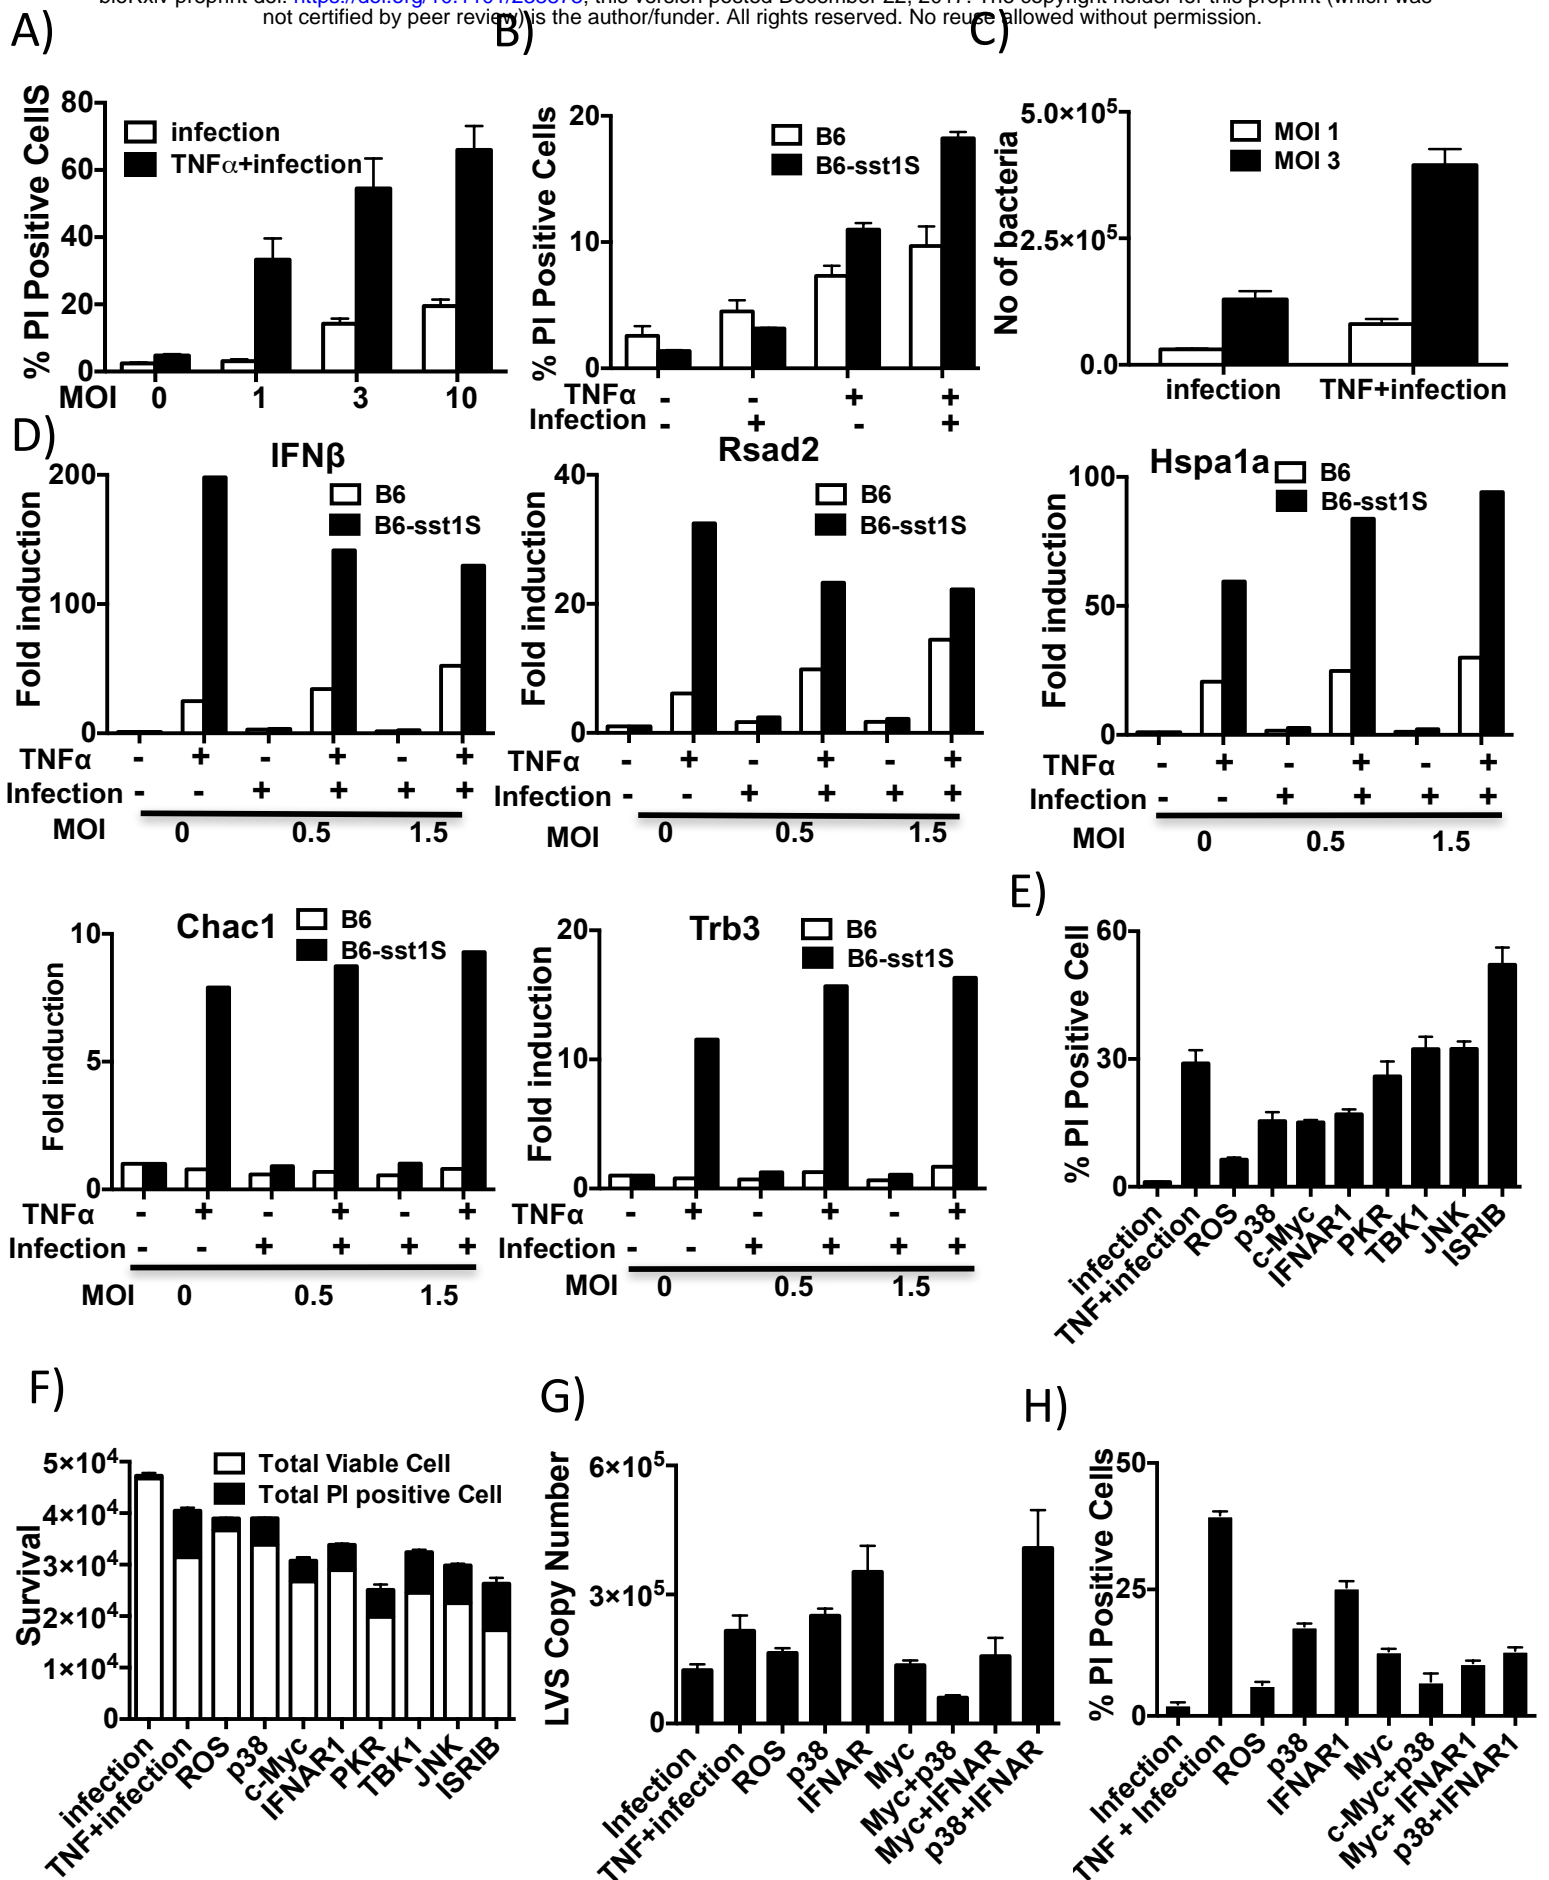 not certified by peer review) is the author/funder. All rights reserved. No reuse allowed without permission.
A)
% PI Positive CellS
80
60
40
20
0
infection
TNFα+infection
MOI 0 1 3 10
B)
% PI Positive Cells
20
10
0
B6
B6-sst1S
TNFα - - + +
Infection - + - +
C)
No of bacteria
5.0×10⁵
2.5×10⁵
0.0
MOI 1
MOI 3
infection TNF+infection
D)
IFNβ
Fold induction
200
100
0
B6
B6-sst1S
TNFα - + - + - +
Infection - - + + + +
MOI 0 0.5 1.5
Rsad2
Fold induction
40
20
0
B6
B6-sst1S
TNFα - + - + - +
Infection - - + + + +
MOI 0 0.5 1.5
Hspa1a
Fold induction
100
50
0
B6
B6-sst1S
TNFα - + - + - +
Infection - - + + + +
MOI 0 0.5 1.5
Chac1
Fold induction
10
5
0
B6
B6-sst1S
TNFα - + - + - +
Infection - - + + + +
MOI 0 0.5 1.5
Trb3
Fold induction
20
10
0
B6
B6-sst1S
TNFα - + - + - +
Infection - - + + + +
MOI 0 0.5 1.5
E)
% PI Positive Cell
60
30
0
infection
TNF+infection
ROS
p38
c-Myc
IFNAR1
PKR
TBK1
JNK
ISRIB
F)
Survival
5×10⁴
4×10⁴
3×10⁴
2×10⁴
1×10⁴
0
Total Viable Cell
Total PI positive Cell
infection
TNF+infection
ROS
p38
c-Myc
IFNAR1
PKR
TBK1
JNK
ISRIB
G)
LVS Copy Number
6×10⁵
3×10⁵
0
Infection
TNF+infection
ROS
p38
IFNAR
Myc
Myc+p38
Myc+IFNAR
p38+IFNAR
H)
% PI Positive Cells
50
25
0
Infection
TNF + Infection
ROS
p38
IFNAR1
Myc
c-Myc+p38
Myc+ IFNAR1
p38+IFNAR1